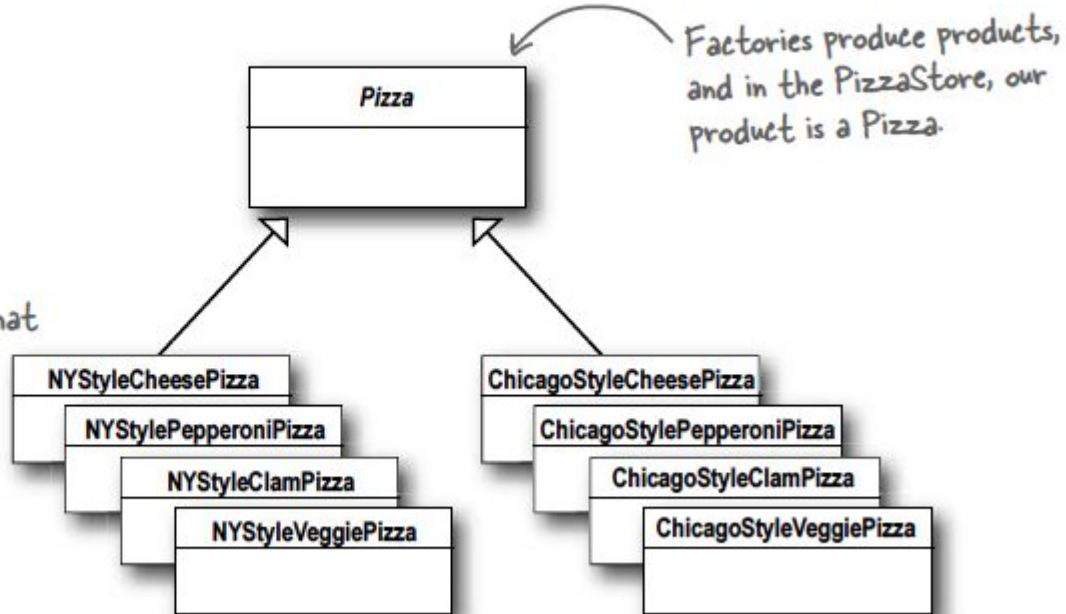 Factories produce products,
and in the PizzaStore, our
product is a Pizza.
Pizza
hat
NYStyleCheesePizza
NYStylePepperoniPizza
NYStyleClamPizza
NYStyleVeggiePizza
ChicagoStyleCheesePizza
ChicagoStylePepperoniPizza
ChicagoStyleClamPizza
ChicagoStyleVeggiePizza